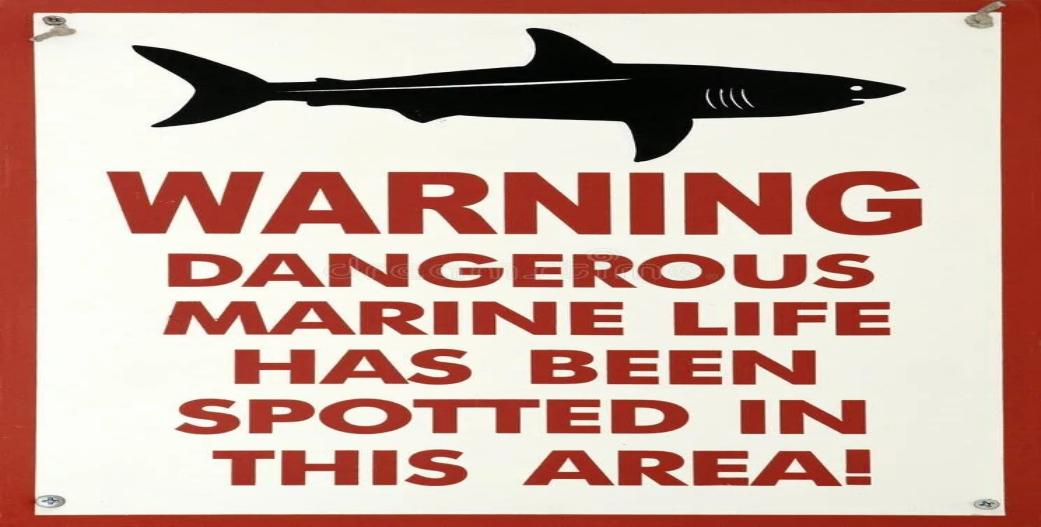 WARNING
DANGEROUS
MARINE LIFE
HAS BEEN
SPOTTED IN
THIS AREA!